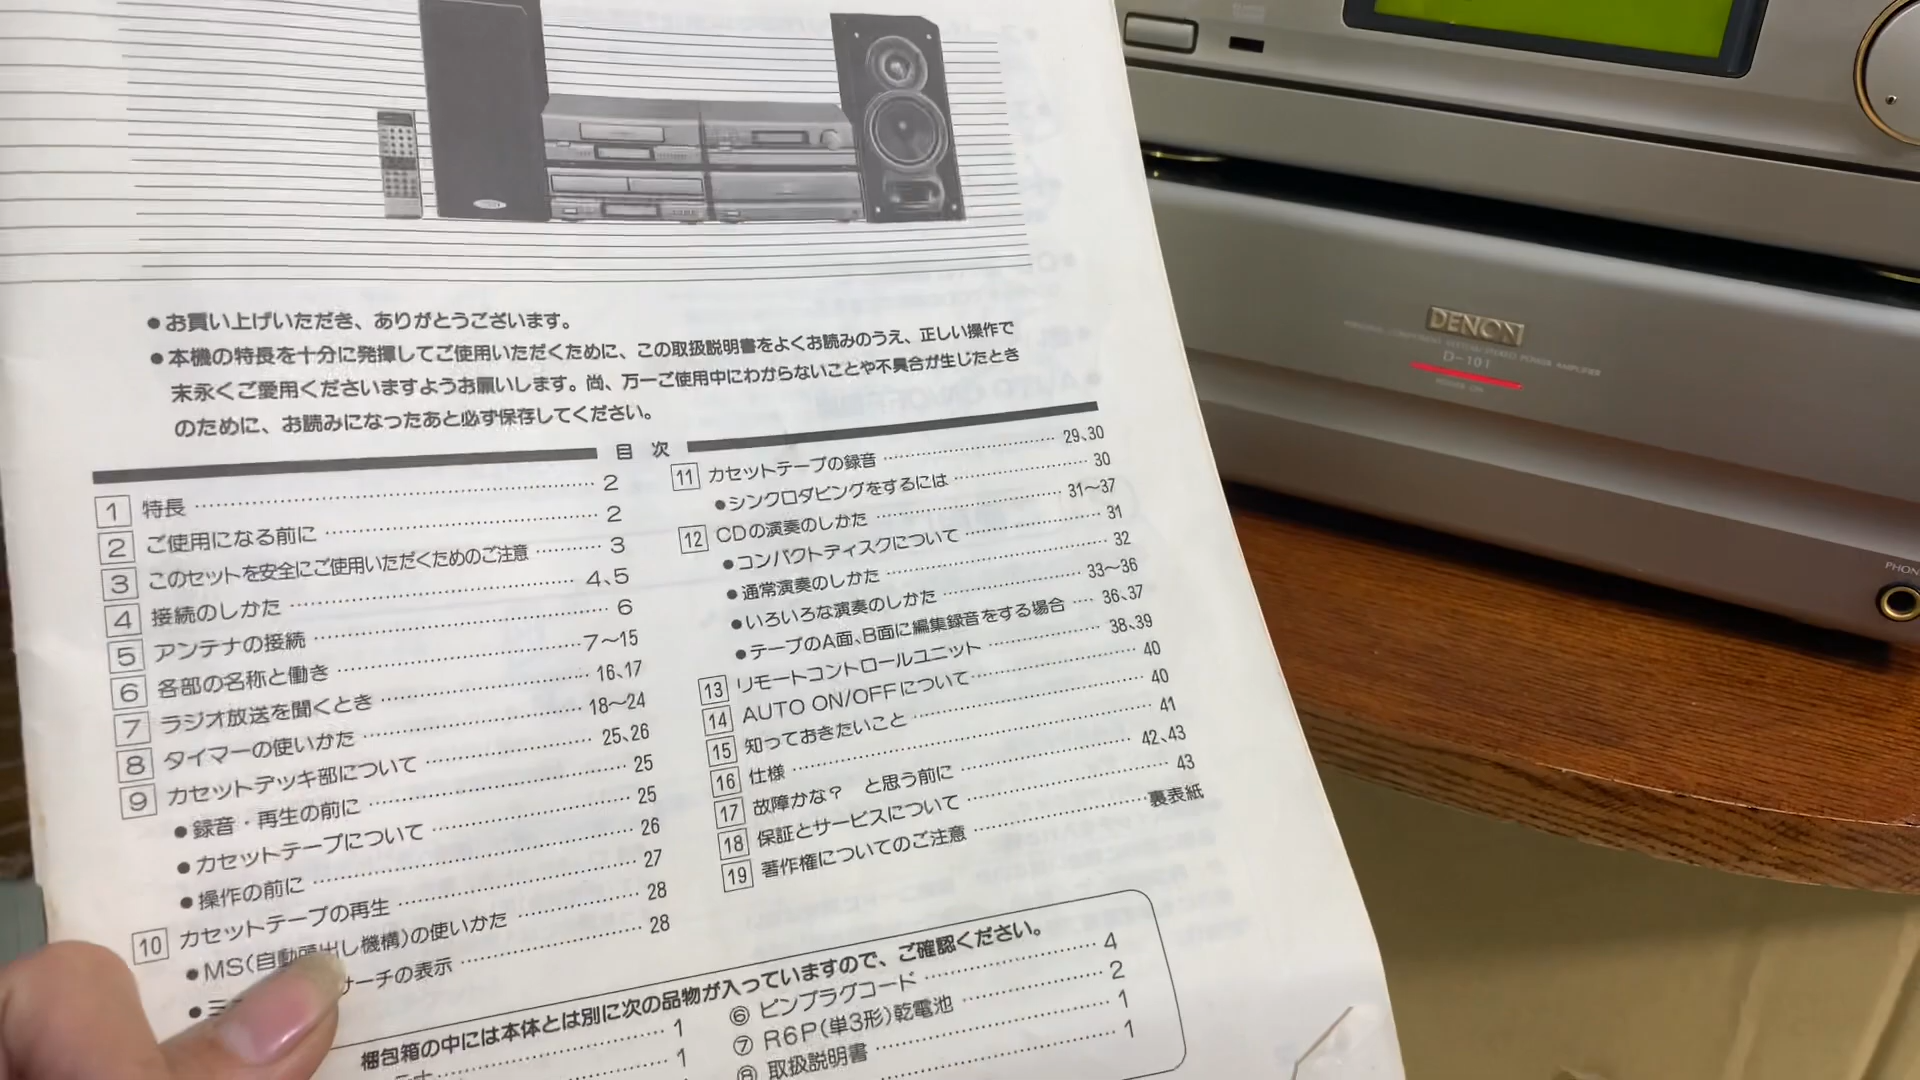 ●お買い上げいただき、ありがとうございます。
●本機の特長を十分に発揮してご使用いただくために、この取扱説明書をよくお読みのうえ、正しい操作で
末永くご愛用くださいますようお願いします。尚、万一ご使用中にわからないことや不具合が生じたとき
のために、お読みになったあと必ず保存してください。
目 次
1 特長 2
2 ご使用になる前に 2
3 このセットを安全にご使用いただくためのご注意 3
4 接続のしかた 4、5
5 アンテナの接続 6
6 各部の名称と働き 7〜15
7 ラジオ放送を聞くとき 16、17
8 タイマーの使いかた 18〜24
9 カセットデッキ部について 25、26
●録音・再生の前に 25
●カセットテープについて 25
●操作の前に 26
10 カセットテープの再生 27
●MS(自動頭出し機構)の使いかた 28
サーチの表示 28
11 カセットテープの録音 29、30
●シンクロダビングをするには 30
12 CDの演奏のしかた 31〜37
●コンパクトディスクについて 31
●通常演奏のしかた 32
●いろいろな演奏のしかた 33〜36
●テープのA面、B面に編集録音をする場合 36、37
13 リモートコントロールユニット 38、39
14 AUTO ON/OFFについて 40
15 知っておきたいこと 40
16 仕様 41
17 故障かな? と思う前に 42、43
18 保証とサービスについて 43
19 著作権についてのご注意 裏表紙
梱包箱の中には本体とは別に次の品物が入っていますので、ご確認ください。
1
1
⑥ ピンプラグコード 4
⑦ R6P(単3形)乾電池 2
⑧ 取扱説明書 1
1
DENON
D-101
PHON